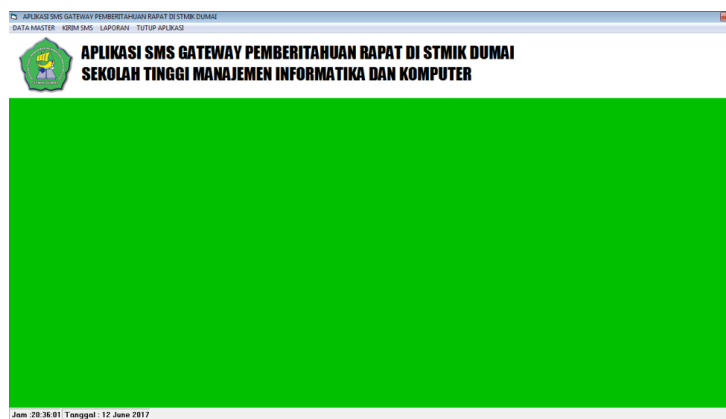 APLIKASI SMS GATEWAY PEMBERITAHUAN RAPAT DI STMIK DUMAI
DATA MASTER KIRIM SMS LAPORAN TUTUP APLIKASI
APLIKASI SMS GATEWAY PEMBERITAHUAN RAPAT DI STMIK DUMAI
SEKOLAH TINGGI MANAJEMEN INFORMATIKA DAN KOMPUTER
Jam :20:36:01 Tanggal : 12 June 2017